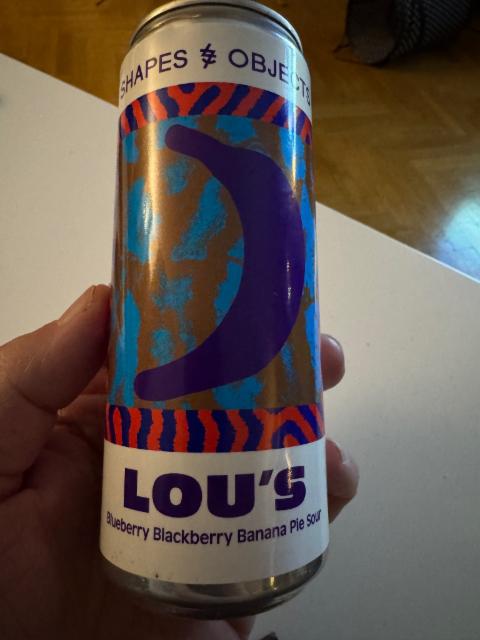 SHAPES ≷ OBJECTS
LOU'S
Blueberry Blackberry Banana Pie Sour